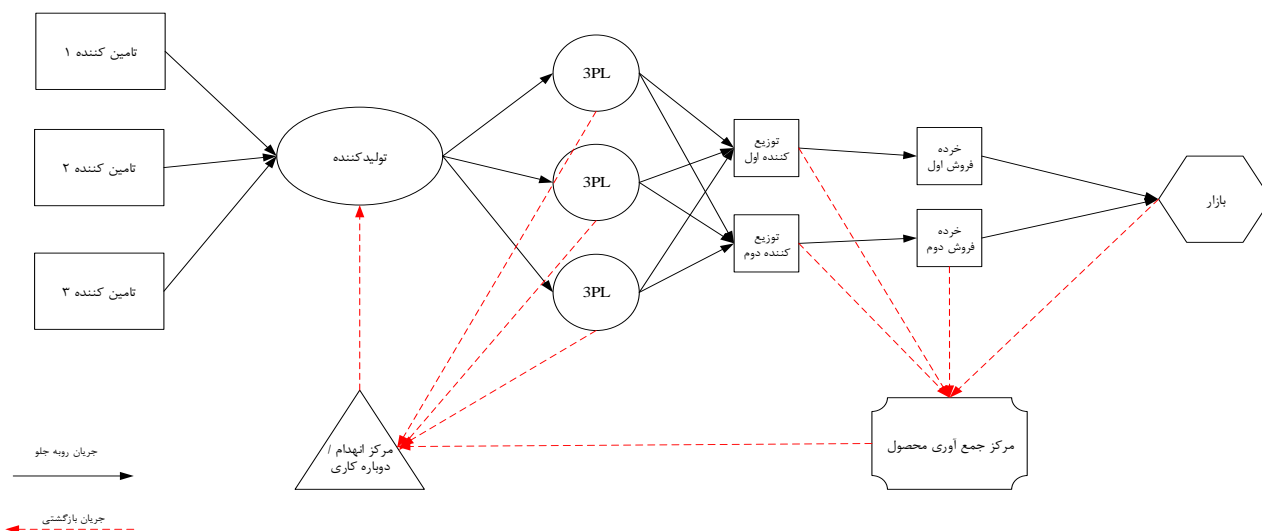 تامین کننده ۱
تامین کننده ۲
تامین کننده ۳
تولیدکننده
3PL
3PL
3PL
توزیع
کننده اول
توزیع
کننده دوم
خرده
فروش اول
خرده
فروش دوم
بازار
مرکز انهدام /
دوباره کاری
مرکز جمع آوری محصول
جریان روبه جلو
جریان بازگشتی